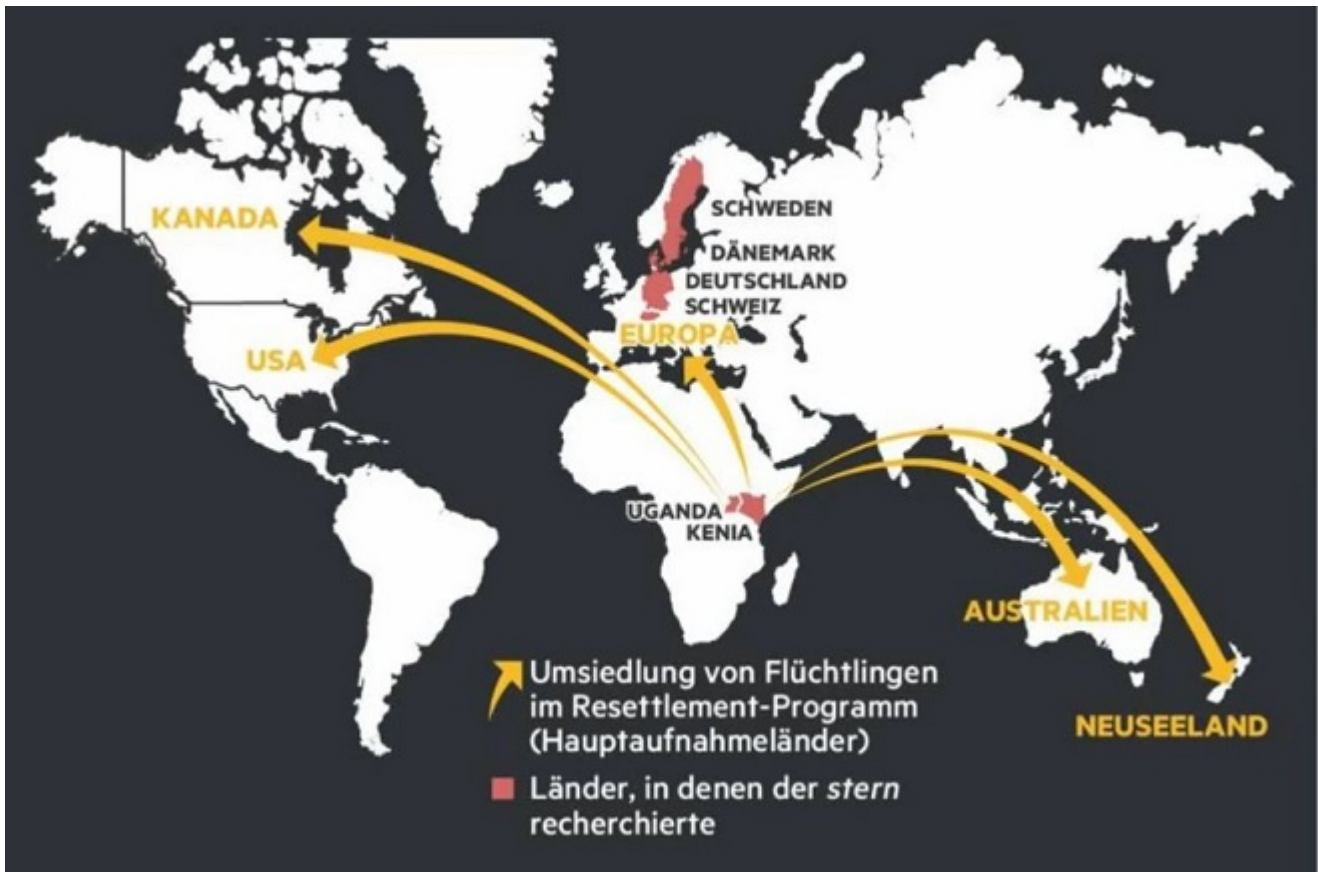 KANADA
SCHWEDEN
DÄNEMARK
DEUTSCHLAND
SCHWEIZ
EUROPA
USA
UGANDA
KENIA
AUSTRALIEN
NEUSEELAND
Umsiedlung von Flüchtlingen
im Resettlement-Programm
(Hauptaufnahmeländer)
Länder, in denen der stern
recherchierte